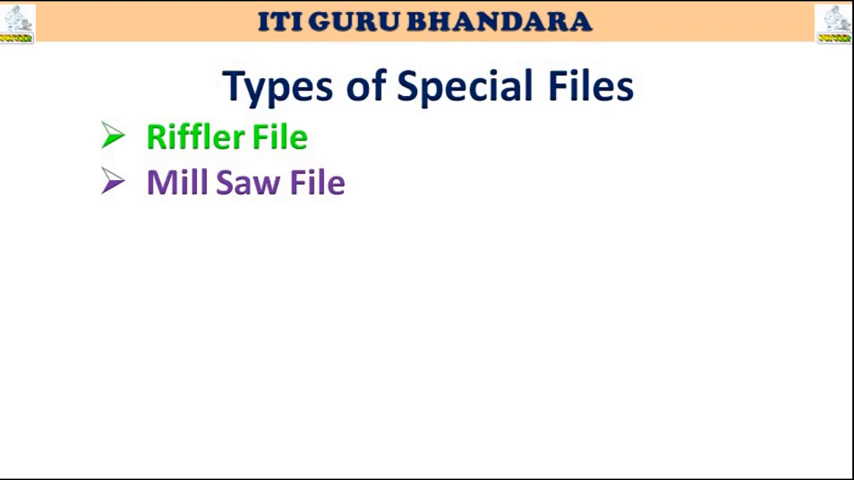 ITI GURU BHANDARA
Types of Special Files
Riffler File
Mill Saw File